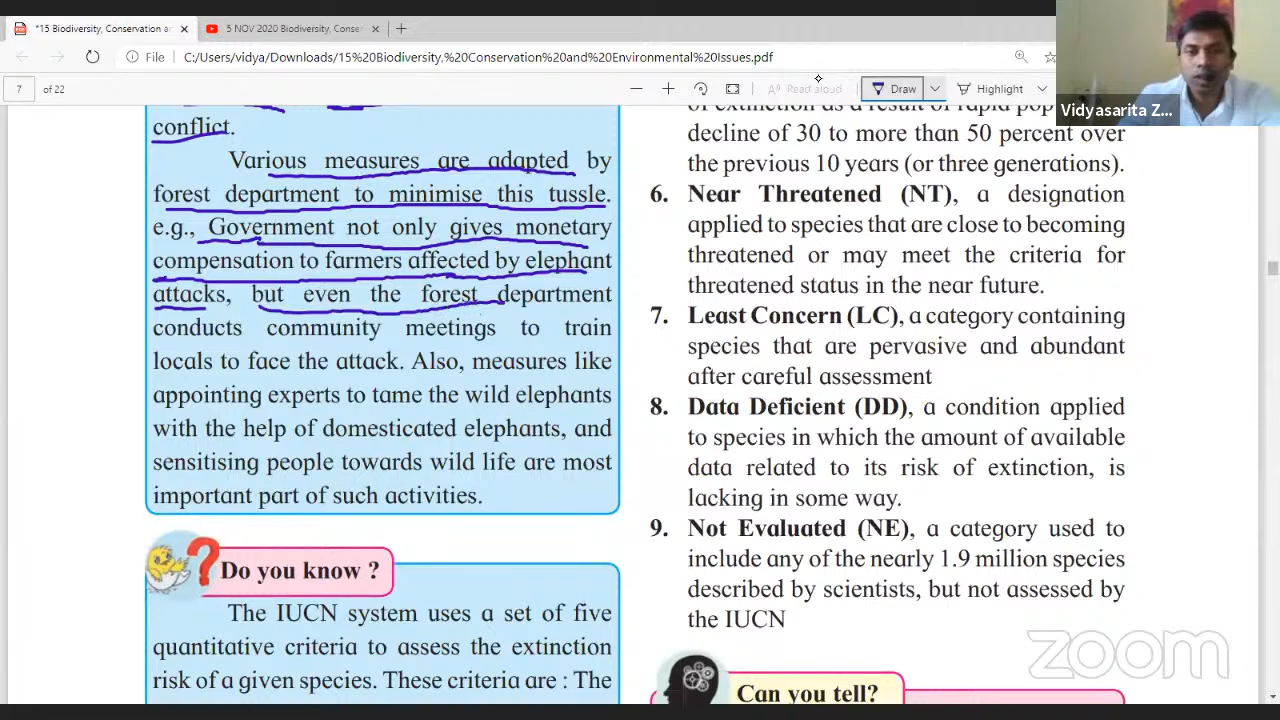 *15 Biodiversity, Conservation ar
5 NOV 2020 Biodiversity, Conser
File
C:/Users/vidya/Downloads/15%20Biodiversity,%20Conservation%20and%20Environmental%20Issues.pdf
7
of 22
Read aloud
Draw
Highlight
Vidyasarita Z...
conflict.
Various measures are adapted by
forest department to minimise this tussle.
e.g., Government not only gives monetary
compensation to farmers affected by elephant
attacks, but even the forest department
conducts community meetings to train
locals to face the attack. Also, measures like
appointing experts to tame the wild elephants
with the help of domesticated elephants, and
sensitising people towards wild life are most
important part of such activities.
Do you know ?
The IUCN system uses a set of five
quantitative criteria to assess the extinction
risk of a given species. These criteria are : The
of extinction as a result of rapid pop
decline of 30 to more than 50 percent over
the previous 10 years (or three generations).
6. Near Threatened (NT), a designation
applied to species that are close to becoming
threatened or may meet the criteria for
threatened status in the near future.
7. Least Concern (LC), a category containing
species that are pervasive and abundant
after careful assessment
8. Data Deficient (DD), a condition applied
to species in which the amount of available
data related to its risk of extinction, is
lacking in some way.
9. Not Evaluated (NE), a category used to
include any of the nearly 1.9 million species
described by scientists, but not assessed by
the IUCN
Can you tell?
zoom